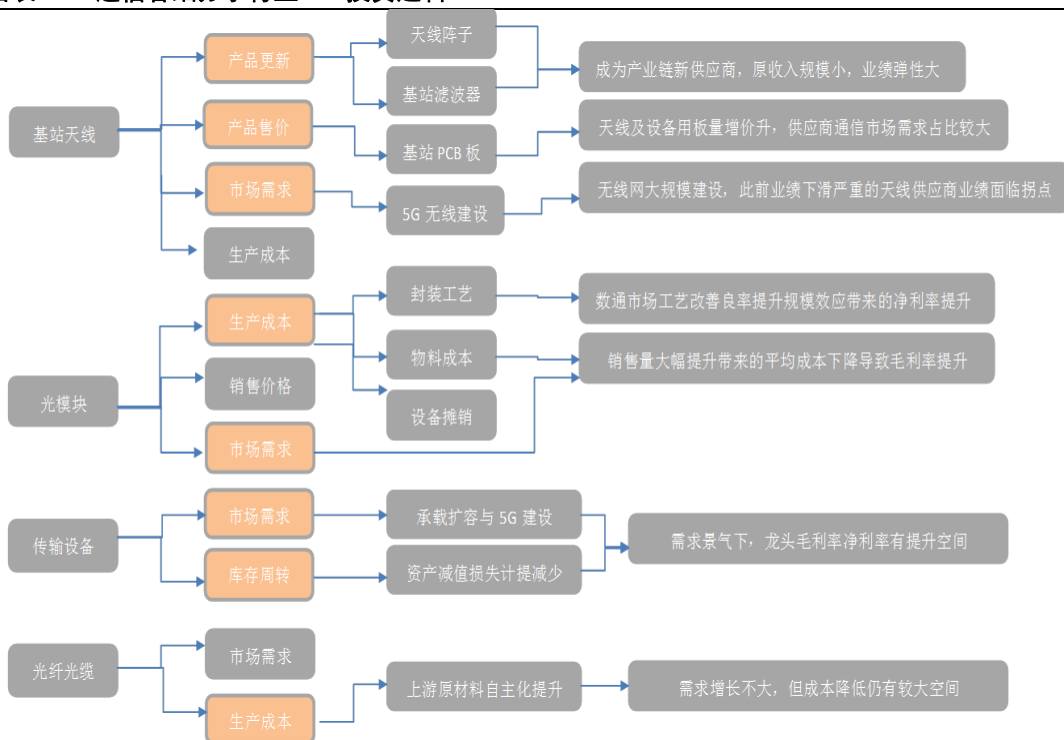 基站天线
产品更新
天线阵子
基站滤波器
成为产业链新供应商，原收入规模小，业绩弹性大
产品售价
基站 PCB 板
天线及设备用板量增价升，供应商通信市场需求占比较大
市场需求
5G 无线建设
无线网大规模建设，此前业绩下滑严重的天线供应商业绩面临拐点
生产成本
光模块
生产成本
封装工艺
数通市场工艺改善良率提升规模效应带来的净利率提升
物料成本
销售量大幅提升带来的平均成本下降导致毛利率提升
设备摊销
销售价格
市场需求
传输设备
市场需求
承载扩容与 5G 建设
需求景气下，龙头毛利率净利率有提升空间
库存周转
资产减值损失计提减少
光纤光缆
市场需求
生产成本
上游原材料自主化提升
需求增长不大，但成本降低仍有较大空间